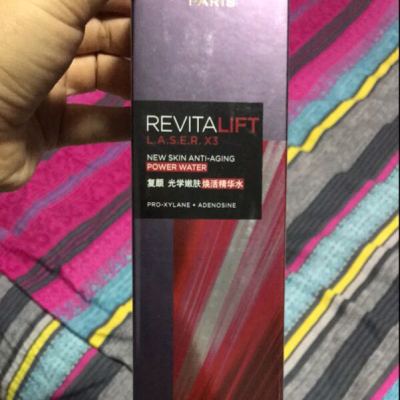 PARIS
REVITALIFT
L.A.S.E.R. X3
NEW SKIN ANTI-AGING
POWER WATER
复颜 光学嫩肤焕活精华水
PRO-XYLANE + ADENOSINE